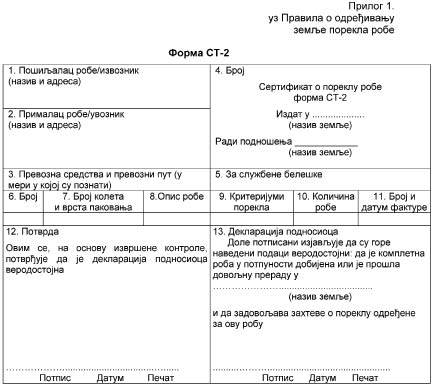 Прилог 1.
уз Правила о одређивању
земље порекла робе
Форма СТ-2
1. Пошиљалац робе/извозник
(назив и адреса)
2. Прималац робе/увозник
(назив и адреса)
4. Број
Сертификат о пореклу робе
форма СТ-2
Издат у ....................
(назив земље)
Ради подношења ____________
(назив земље)
3. Превозна средства и превозни пут (у
мери у којој су познати)
5. За службене белешке
6. Број
7. Број колета
и врста паковања
8.Опис робе
9. Критеријуми
порекла
10. Количина
робе
11. Број и
датум фактуре
12. Потврда
Овим се, на основу извршене контроле,
потврђује да је декларација подносиоца
веродостојна
.................................................................
Потпис Датум Печат
13. Декларација подносиоца
Доле потписани изјављује да су горе
наведени подаци веродостојни: да је комплетна
роба у потпуности добијена или је прошла
довољну прераду у
............................................................
(назив земље)
и да задовољава захтеве о пореклу одређене
за ову робу
.................................................................
Потпис Датум Печат